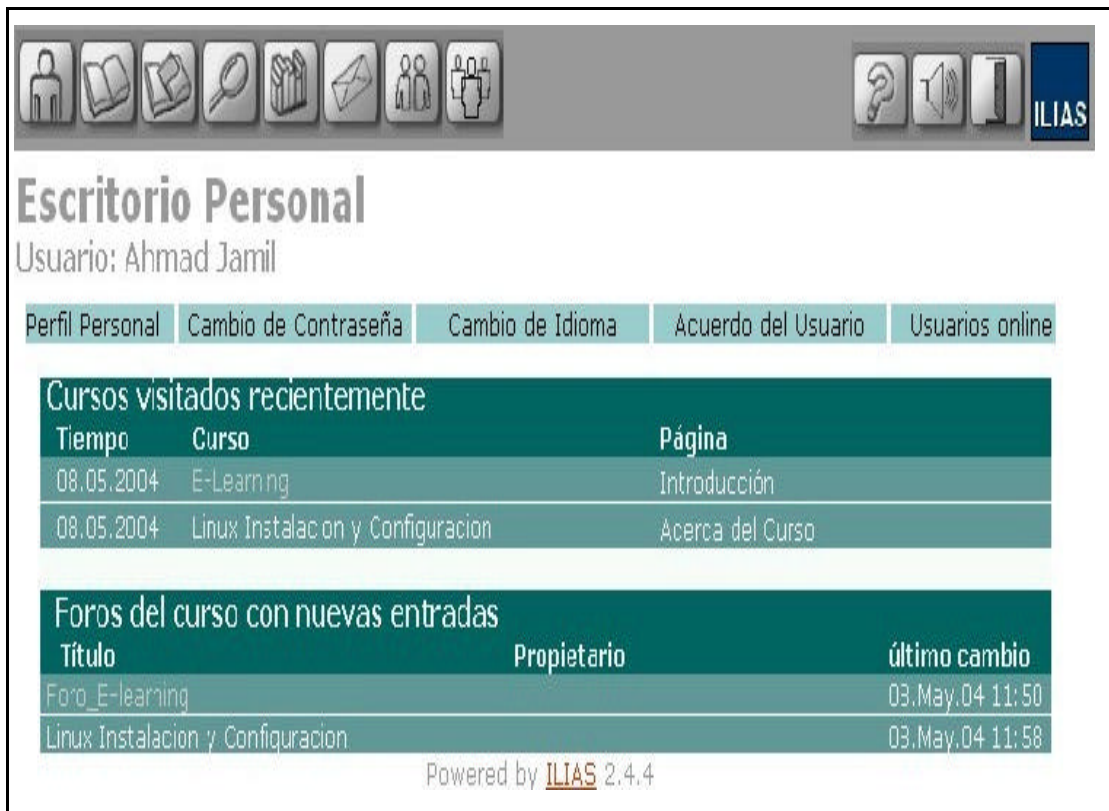 ILIAS
Escritorio Personal
Usuario: Ahmad Jamil
Perfil Personal Cambio de Contraseña Cambio de Idioma Acuerdo del Usuario Usuarios online
Cursos visitados recientemente
Tiempo Curso Página
08.05.2004 E-Learning Introducción
08.05.2004 Linux Instalacion y Configuracion Acerca del Curso
Foros del curso con nuevas entradas
Título Propietario último cambio
Foro_E-learning 03.May.04 11:50
Linux Instalacion y Configuracion 03.May.04 11:58
Powered by ILIAS 2.4.4